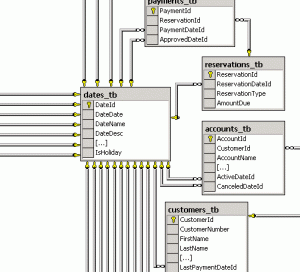 payments_tb
PaymentId
ReservationId
PaymentDateId
ApprovedDateId
reservations_tb
ReservationId
ReservationDateId
ReservationType
AmountDue
dates_tb
DateId
DateDate
DateName
DateDesc
[...]
IsHoliday
accounts_tb
AccountId
CustomerId
AccountName
[...]
ActiveDateId
CanceledDateId
customers_tb
CustomerId
CustomerNumber
FirstName
LastName
[...]
LastPaymentDateId